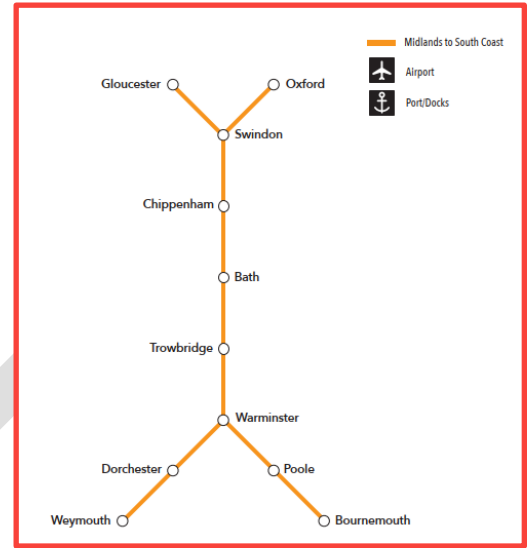 Midlands to South Coast
Airport
Port/Docks
Gloucester
Oxford
Swindon
Chippenham
Bath
Trowbridge
Warminster
Dorchester
Poole
Weymouth
Bournemouth